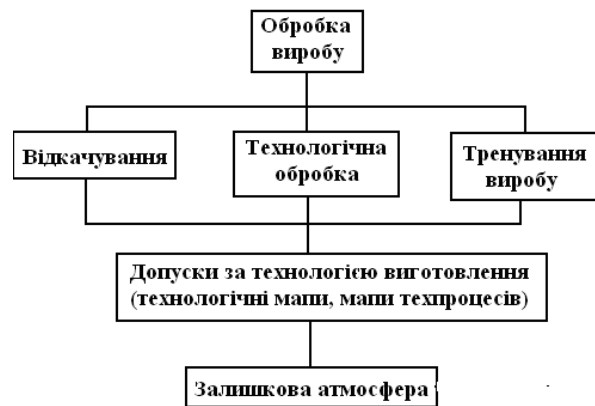 Обробка
виробу
Відкачування
Технологічна
обробка
Тренування
виробу
Допуски за технологією виготовлення
(технологічні мапи, мапи техпроцесів)
Залишкова атмосфера